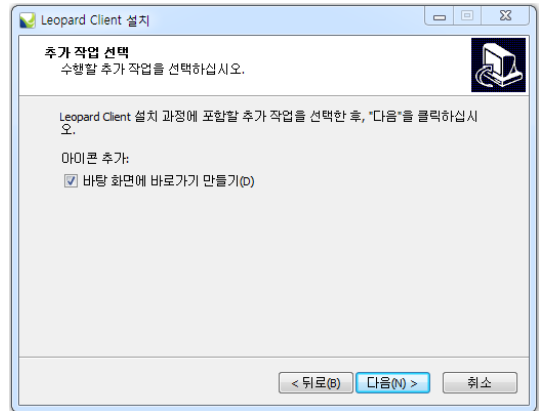 Leopard Client 설치
추가 작업 선택
수행할 추가 작업을 선택하십시오.
Leopard Client 설치 과정에 포함할 추가 작업을 선택한 후, "다음"을 클릭하십시
오.
아이콘 추가:
바탕 화면에 바로가기 만들기(D)
< 뒤로(B) 다음(N) > 취소